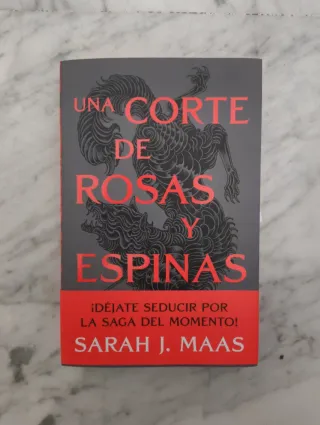 UNA CORTE
DE
ROSAS
Y
ESPINAS
¡DÉJATE SEDUCIR POR
LA SAGA DEL MOMENTO!
SARAH J. MAAS